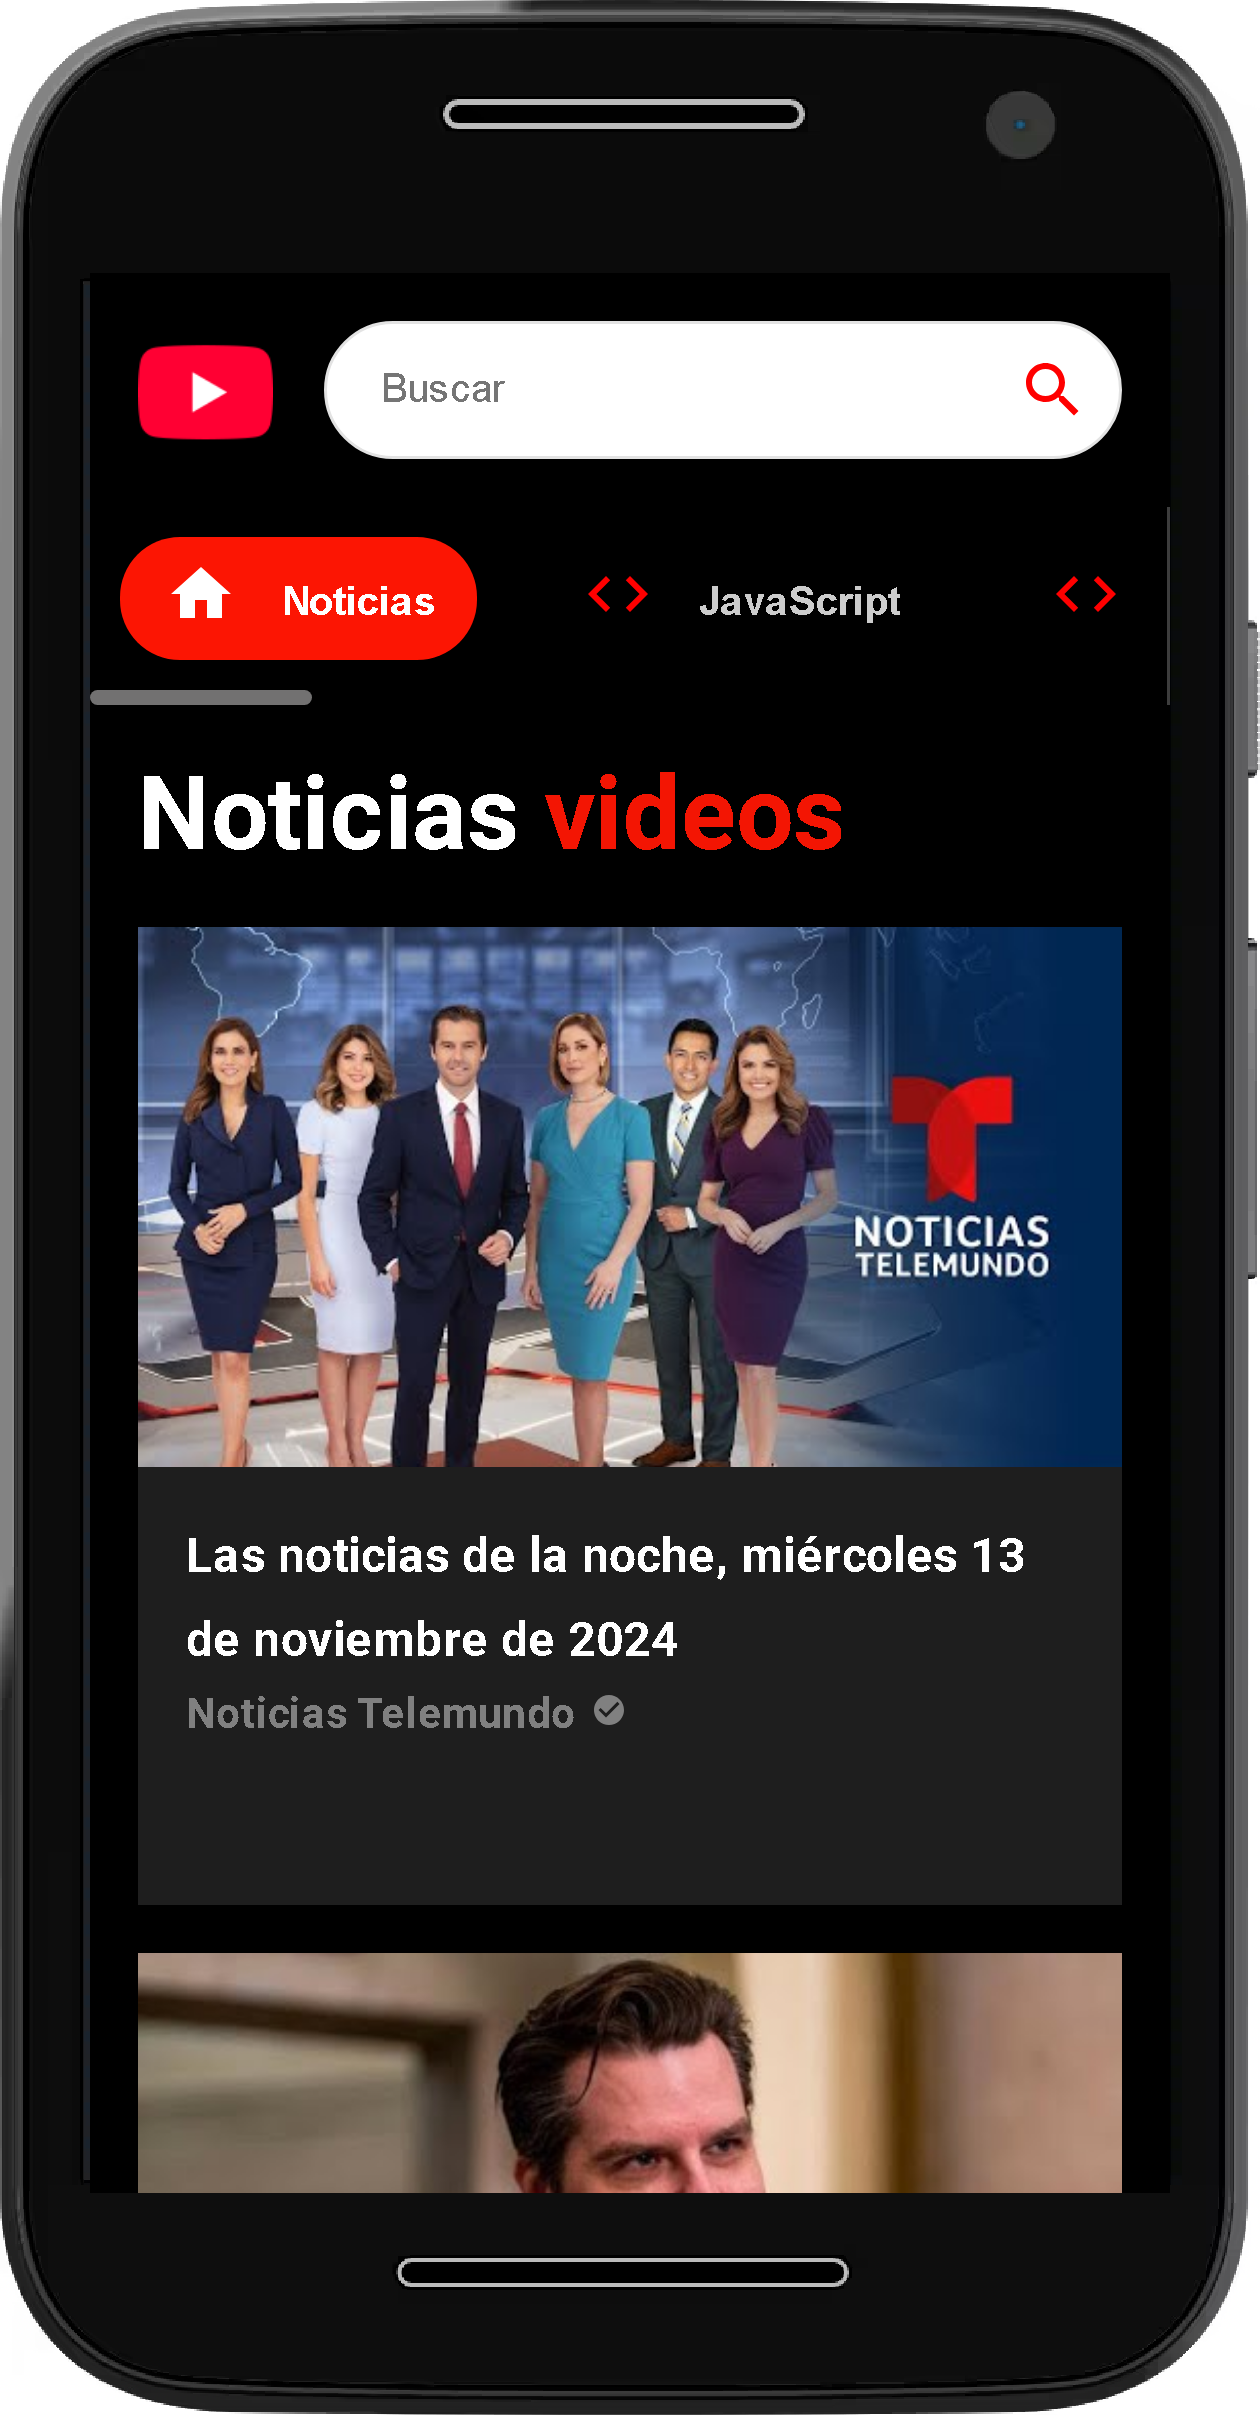 Buscar
Noticias
JavaScript
Noticias videos
NOTICIAS
TELEMUNDO
Las noticias de la noche, miércoles 13
de noviembre de 2024
Noticias Telemundo